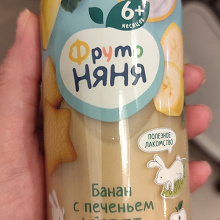 6+
месяцев
Фруто
няня
полезное
лакомство
Банан
с печеньем